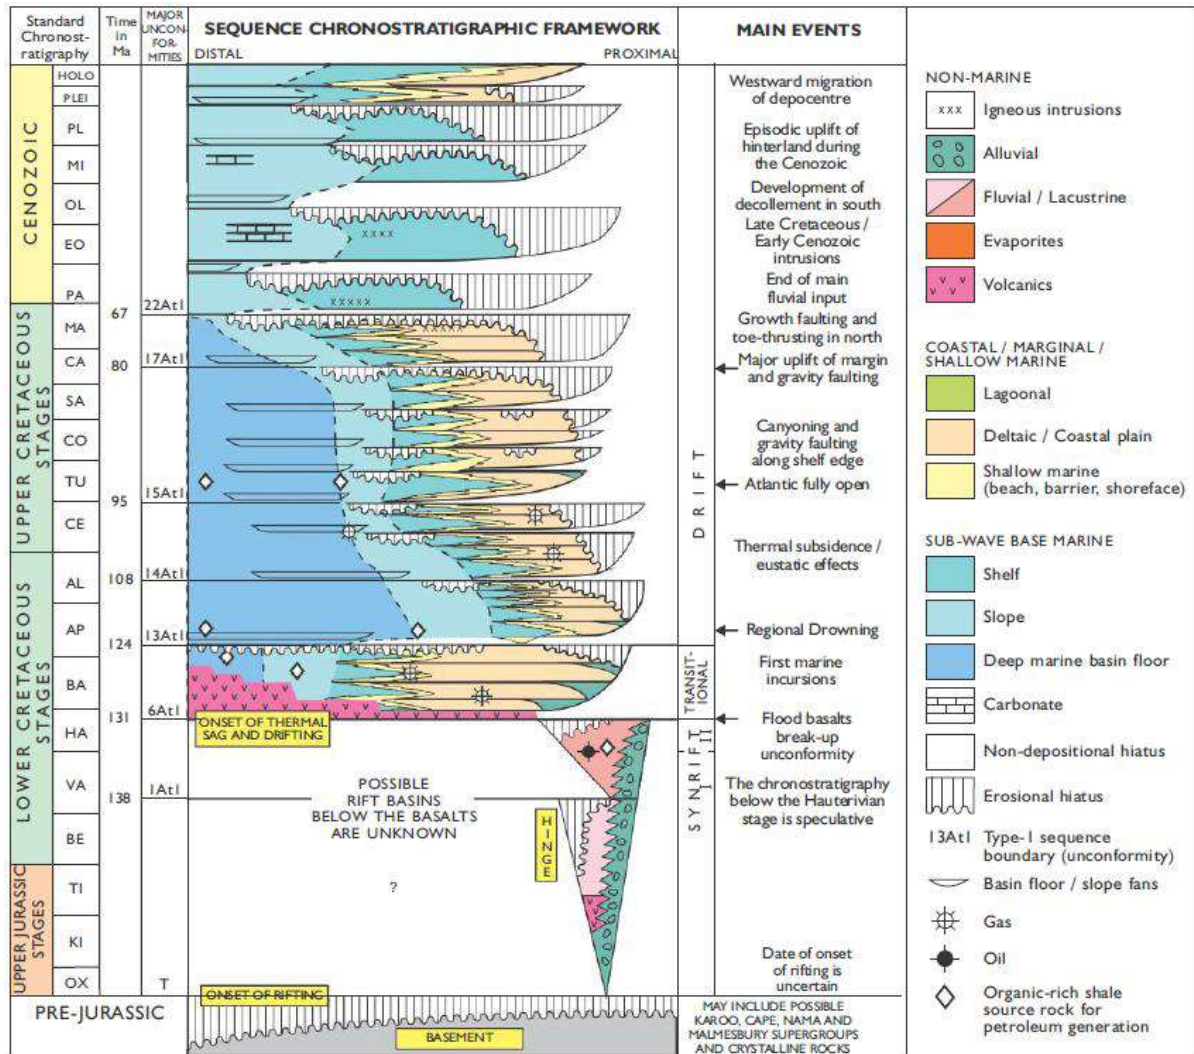 Standard
Chronost-
ratigraphy
Time
in
Ma
MAJOR
UNCON-
FOR-
MITIES
SEQUENCE CHRONOSTRATIGRAPHIC FRAMEWORK
DISTAL
PROXIMAL
MAIN EVENTS
CENOZOIC
HOLO
PLEI
PL
MI
OL
EO
PA
UPPER CRETACEOUS
STAGES
MA
CA
SA
CO
TU
CE
LOWER CRETACEOUS
STAGES
AL
AP
BA
HA
VA
BE
UPPER JURASSIC
STAGES
TI
KI
OX
PRE-JURASSIC
67
80
95
108
124
131
138
22At1
17At1
15At1
14At1
13At1
6At1
1At1
T
xxxx
xxxxx
xxxxx
ONSET OF THERMAL
SAG AND DRIFTING
POSSIBLE
RIFT BASINS
BELOW THE BASALTS
ARE UNKNOWN
?
HINGE
ONSET OF RIFTING
BASEMENT
DRIFT
TRANSIT-
IONAL
SYNRIFT
II
I
Westward migration
of depocentre
Episodic uplift of
hinterland during
the Cenozoic
Development of
decollement in south
Late Cretaceous /
Early Cenozoic
intrusions
End of main
fluvial input
Growth faulting and
toe-thrusting in north
Major uplift of margin
and gravity faulting
Canyoning and
gravity faulting
along shelf edge
Atlantic fully open
Thermal subsidence /
eustatic effects
Regional Drowning
First marine
incursions
Flood basalts
break-up
unconformity
The chronostratigraphy
below the Hauterivian
stage is speculative
Date of onset
of rifting is
uncertain
MAY INCLUDE POSSIBLE
KAROO, CAPE, NAMA AND
MALMESBURY SUPERGROUPS
AND CRYSTALLINE ROCKS
NON-MARINE
xxx Igneous intrusions
Alluvial
Fluvial / Lacustrine
Evaporites
Volcanics
COASTAL / MARGINAL /
SHALLOW MARINE
Lagoonal
Deltaic / Coastal plain
Shallow marine
(beach, barrier, shoreface)
SUB-WAVE BASE MARINE
Shelf
Slope
Deep marine basin floor
Carbonate
Non-depositional hiatus
Erosional hiatus
13At1 Type-1 sequence
boundary (unconformity)
Basin floor / slope fans
Gas
Oil
Organic-rich shale
source rock for
petroleum generation